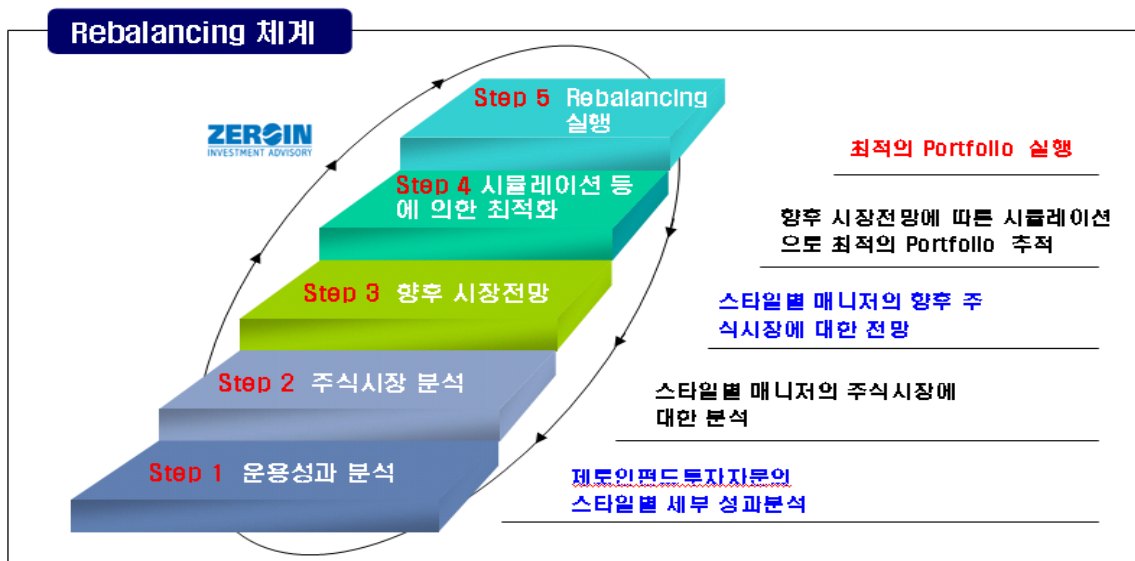 Rebalancing 체계
ZEROIN
INVESTMENT ADVISORY
Step 5 Rebalancing
실행
최적의 Portfolio 실행
Step 4 시뮬레이션 등
에 의한 최적화
향후 시장전망에 따른 시뮬레이션
으로 최적의 Portfolio 추적
Step 3 향후 시장전망
스타일별 매니저의 향후 주
식시장에 대한 전망
Step 2 주식시장 분석
스타일별 매니저의 주식시장에
대한 분석
Step 1 운용성과 분석
제로인펀드투자자문의
스타일별 세부 성과분석